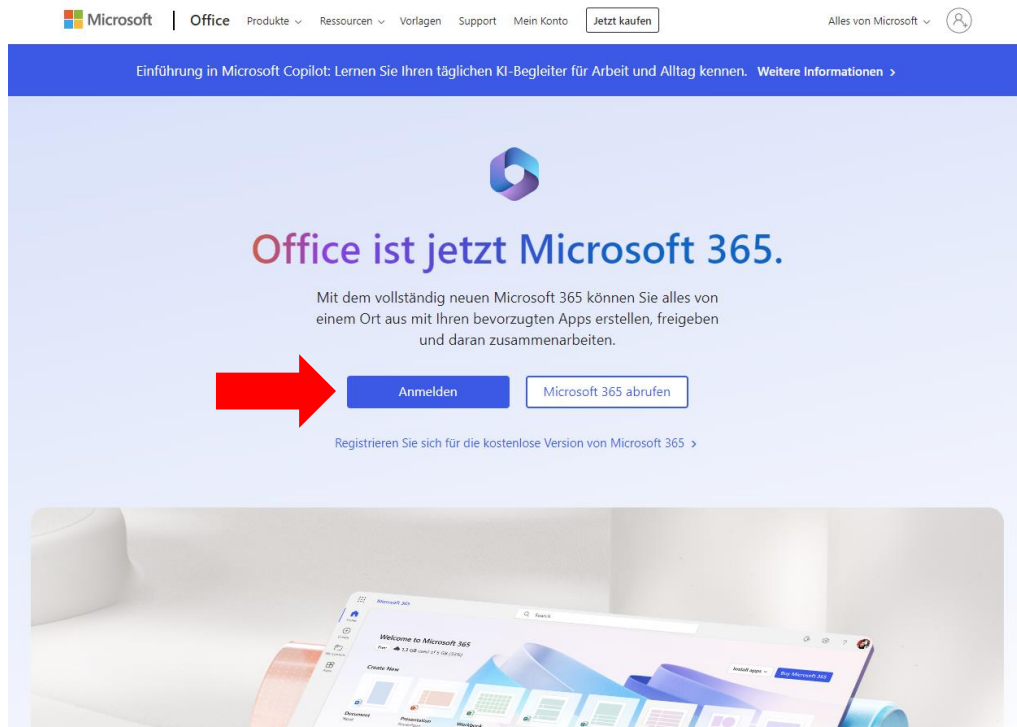 Microsoft | Office Produkte Ressourcen Vorlagen Support Mein Konto Jetzt kaufen Alles von Microsoft
Einführung in Microsoft Copilot: Lernen Sie Ihren täglichen KI-Begleiter für Arbeit und Alltag kennen. Weitere Informationen >
Office ist jetzt Microsoft 365.
Mit dem vollständig neuen Microsoft 365 können Sie alles von
einem Ort aus mit Ihren bevorzugten Apps erstellen, freigeben
und daran zusammenarbeiten.
Anmelden Microsoft 365 abrufen
Registrieren Sie sich für die kostenlose Version von Microsoft 365 >
Microsoft 365
Search
Welcome to Microsoft 365
Install apps Buy Microsoft 365
Create New
Document Presentation Workbook